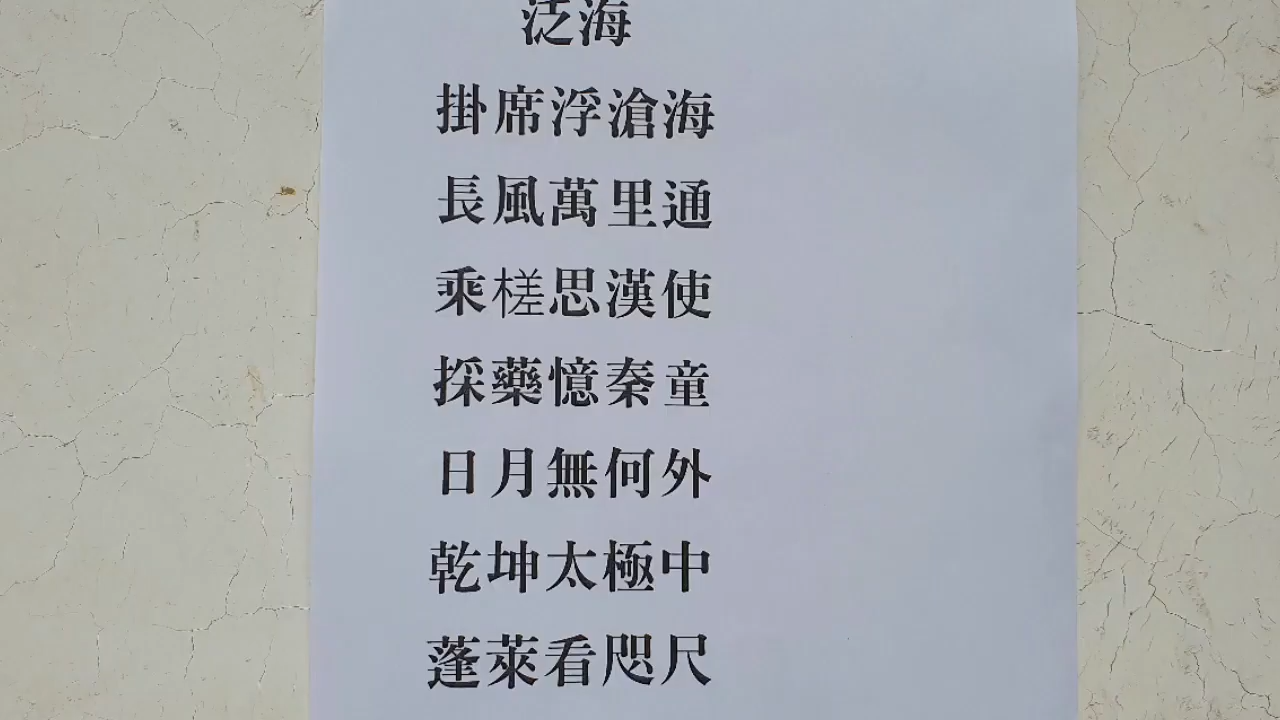 泛海
掛席浮滄海
長風萬里通
乘槎思漢使
採藥憶秦童
日月無何外
乾坤太極中
蓬萊看咫尺